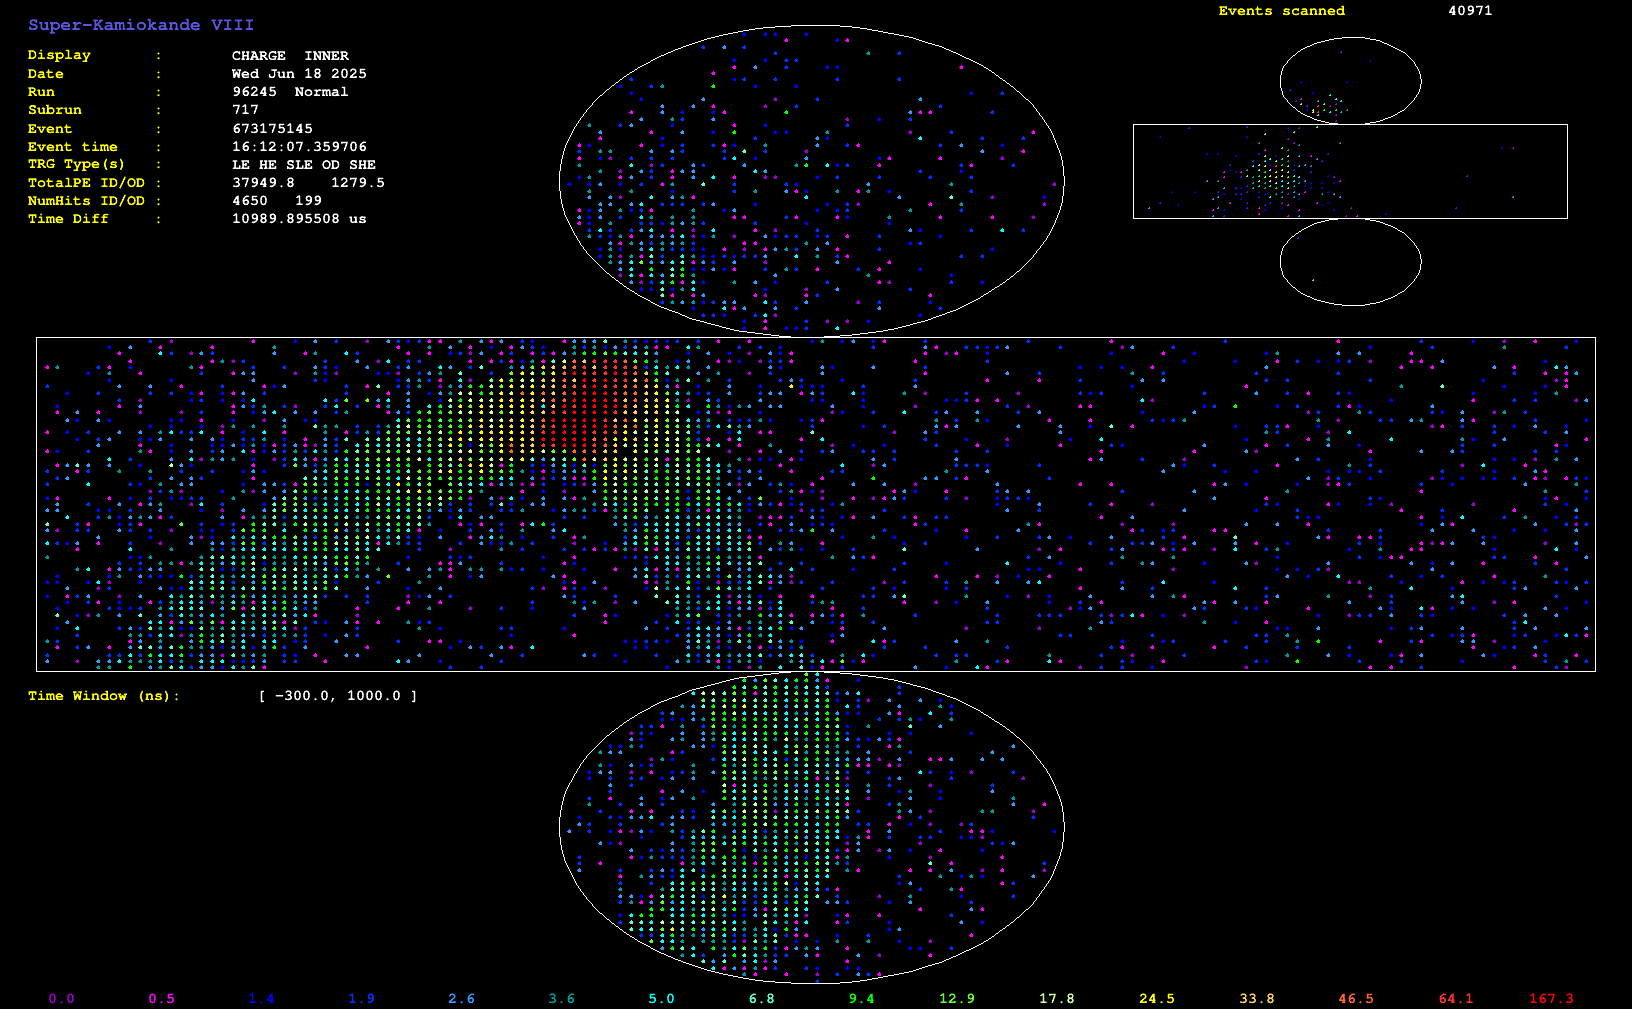 Super-Kamiokande VIII
Display : CHARGE INNER
Date : Wed Jun 18 2025
Run : 96245 Normal
Subrun : 717
Event : 673175145
Event time : 16:12:07.359706
TRG Type(s) : LE HE SLE OD SHE
TotalPE ID/OD : 37949.8 1279.5
NumHits ID/OD : 4650 199
Time Diff : 10989.895508 us
Events scanned 40971
Time Window (ns): [ -300.0, 1000.0 ]
0.0 0.5 1.4 1.9 2.6 3.6 5.0 6.8 9.4 12.9 17.8 24.5 33.8 46.5 64.1 167.3